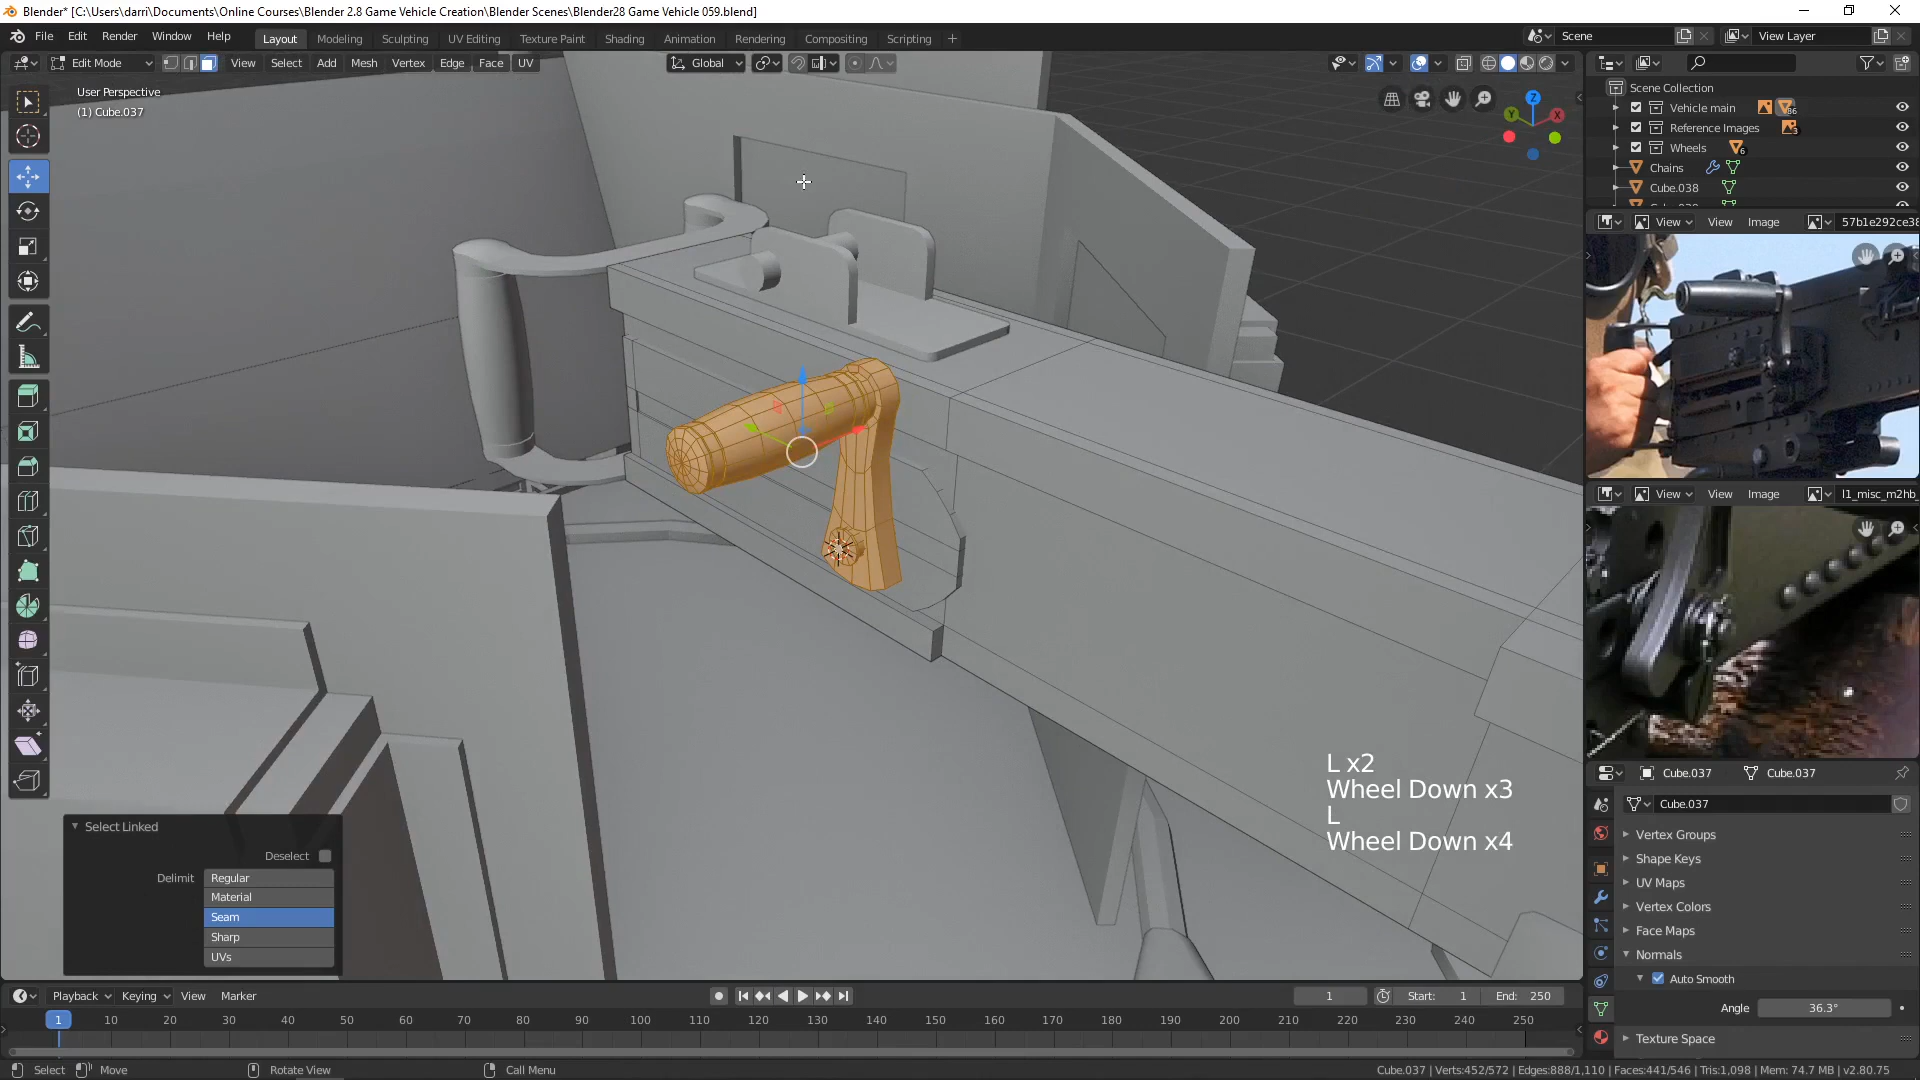 Blender* [C:\Users\darri\Documents\Online Courses\Blender 2.8 Game Vehicle Creation\Blender Scenes\Blender28 Game Vehicle 059.blend]
File Edit Render Window Help
Layout Modeling Sculpting UV Editing Texture Paint Shading Animation Rendering Compositing Scripting +
Scene
View Layer
Edit Mode View Select Add Mesh Vertex Edge Face UV
Global
User Perspective
(1) Cube.037
Z
Y
X
Scene Collection
Vehicle main 86
Reference Images 3
Wheels 6
Chains
Cube.038
View View Image 57b1e292ce38
View View Image l1_misc_m2hb_
L x2
Wheel Down x3
L
Wheel Down x4
Select Linked
Deselect
Delimit Regular
Material
Seam
Sharp
UVs
Cube.037 Cube.037
Cube.037
Vertex Groups
Shape Keys
UV Maps
Vertex Colors
Face Maps
Normals
Auto Smooth
Angle 36.3°
Texture Space
Playback Keying View Marker
1 Start: 1 End: 250
1 10 20 30 40 50 60 70 80 90 100 110 120 130 140 150 160 170 180 190 200 210 220 230 240 250
Select Move Rotate View Call Menu
Cube.037 | Verts:452/572 | Edges:888/1,110 | Faces:441/546 | Tris:1,098 | Mem: 74.7 MB | v2.80.75